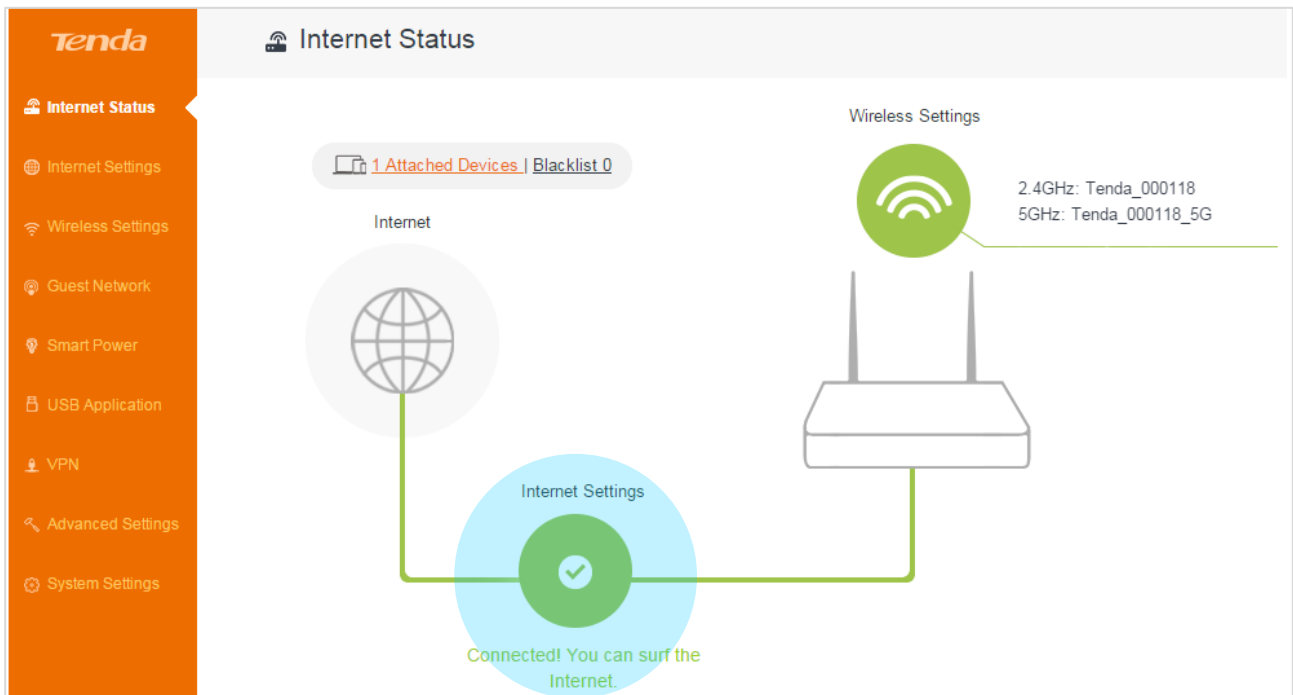 Tenda
Internet Status
Internet Status
Internet Settings
Wireless Settings
Guest Network
Smart Power
USB Application
VPN
Advanced Settings
System Settings
1 Attached Devices | Blacklist 0
Internet
Wireless Settings
2.4GHz: Tenda_000118
5GHz: Tenda_000118_5G
Internet Settings
Connected! You can surf the
Internet.